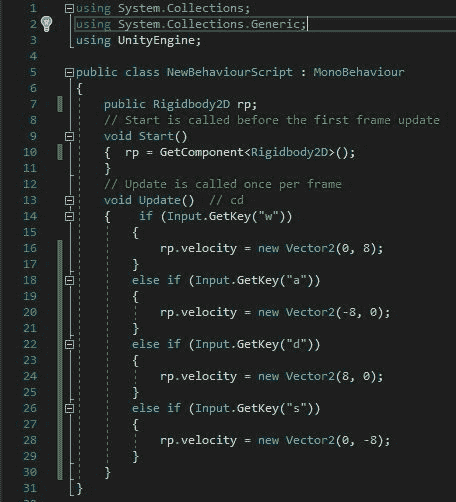 1 using System.Collections;
2 using System.Collections.Generic;
3 using UnityEngine;
4
5 public class NewBehaviourScript : MonoBehaviour
6 {
7 public Rigidbody2D rp;
8 // Start is called before the first frame update
9 void Start()
10 { rp = GetComponent<Rigidbody2D>();
11 }
12 // Update is called once per frame
13 void Update() // cd
14 { if (Input.GetKey("w"))
15 {
16 rp.velocity = new Vector2(0, 8);
17 }
18 else if (Input.GetKey("a"))
19 {
20 rp.velocity = new Vector2(-8, 0);
21 }
22 else if (Input.GetKey("d"))
23 {
24 rp.velocity = new Vector2(8, 0);
25 }
26 else if (Input.GetKey("s"))
27 {
28 rp.velocity = new Vector2(0, -8);
29 }
30 }
31 }